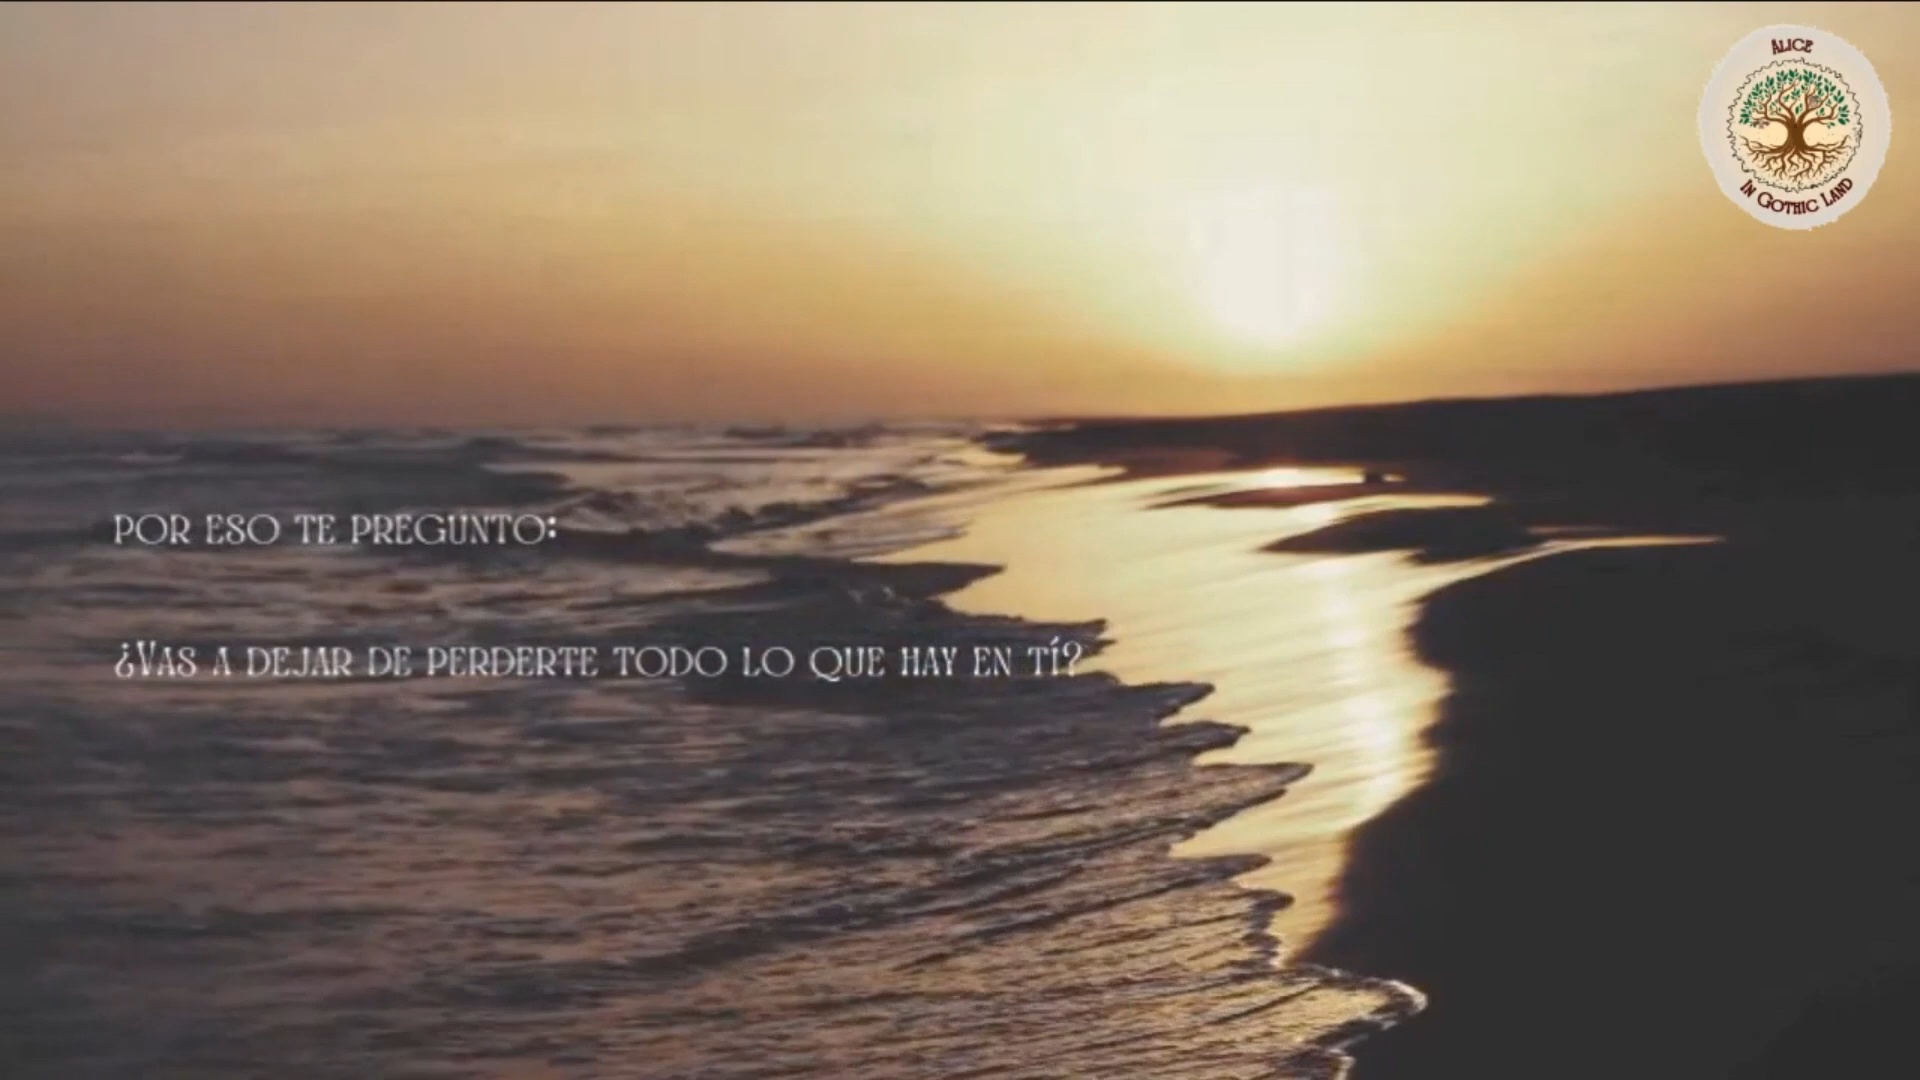 Alice
In Gothic Land
por eso te pregunto:
¿Vas a dejar de perderte todo lo que hay en tí?